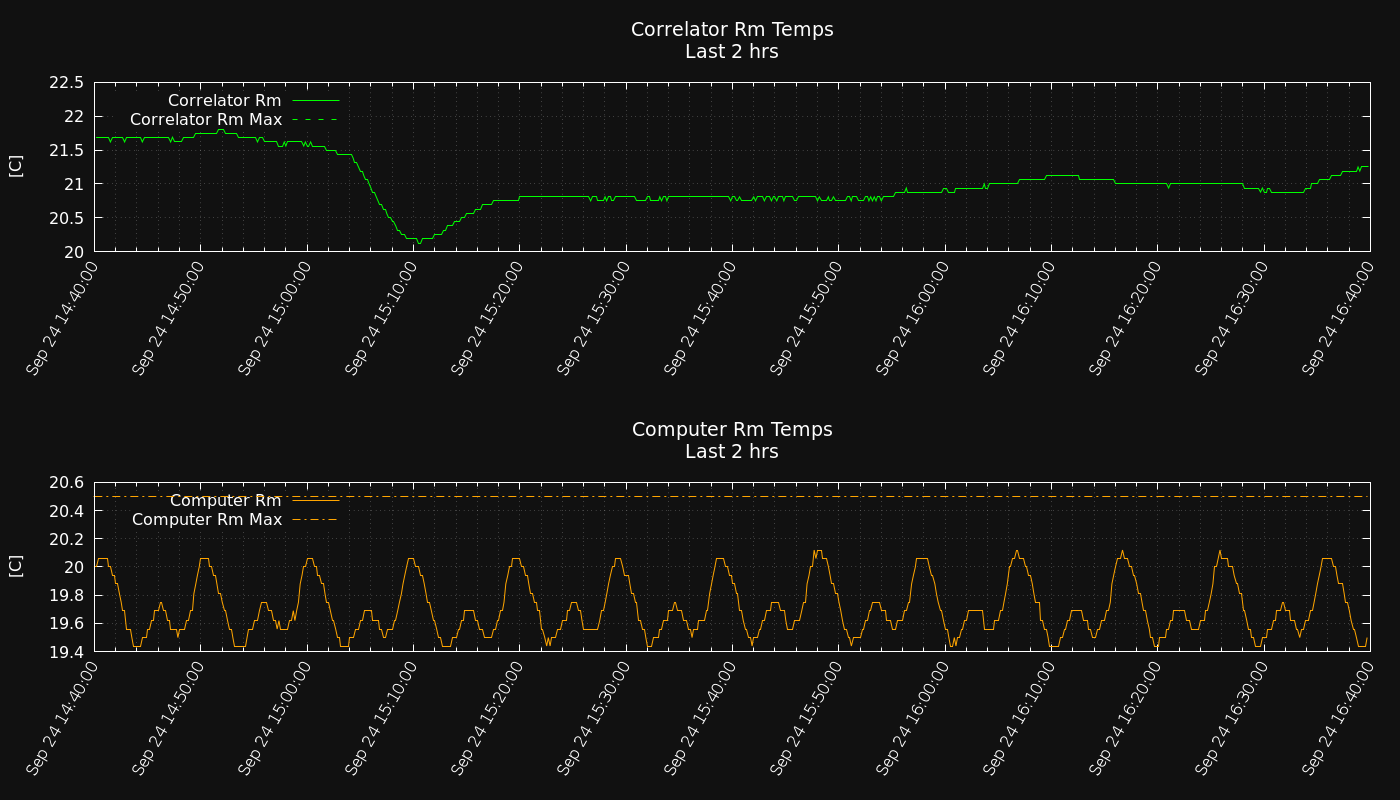 Correlator Rm Temps
Last 2 hrs
22.5
22
21.5
21
20.5
20
[C]
Correlator Rm
Correlator Rm Max
Sep 24 14:40:00
Sep 24 14:50:00
Sep 24 15:00:00
Sep 24 15:10:00
Sep 24 15:20:00
Sep 24 15:30:00
Sep 24 15:40:00
Sep 24 15:50:00
Sep 24 16:00:00
Sep 24 16:10:00
Sep 24 16:20:00
Sep 24 16:30:00
Sep 24 16:40:00
Computer Rm Temps
Last 2 hrs
20.6
20.4
20.2
20
19.8
19.6
19.4
[C]
Computer Rm
Computer Rm Max
Sep 24 14:40:00
Sep 24 14:50:00
Sep 24 15:00:00
Sep 24 15:10:00
Sep 24 15:20:00
Sep 24 15:30:00
Sep 24 15:40:00
Sep 24 15:50:00
Sep 24 16:00:00
Sep 24 16:10:00
Sep 24 16:20:00
Sep 24 16:30:00
Sep 24 16:40:00